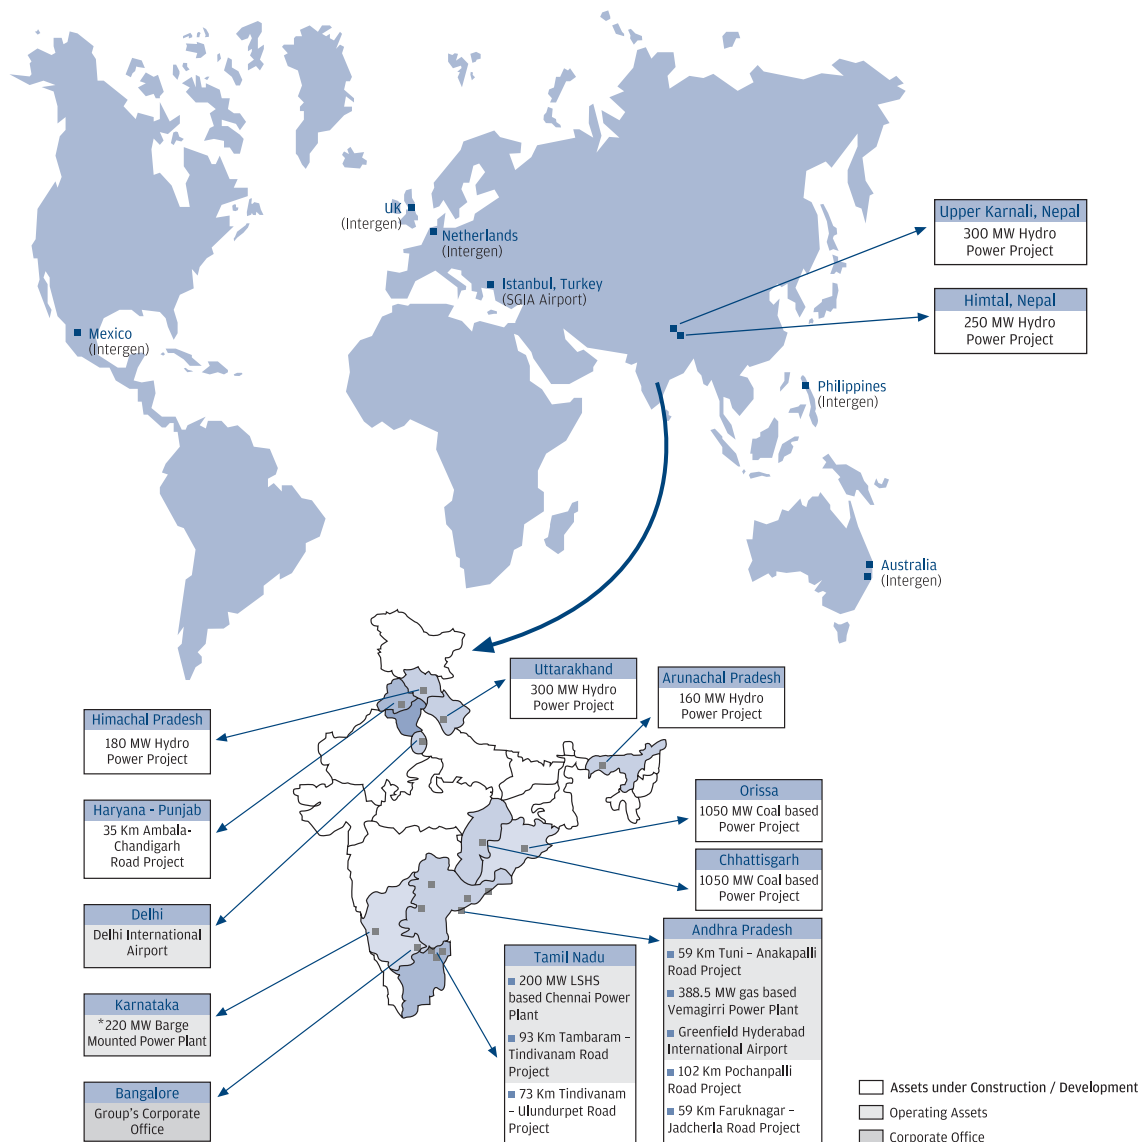 UK
(Intergen)
Netherlands
(Intergen)
Istanbul, Turkey
(SGIA Airport)
Mexico
(Intergen)
Upper Karnali, Nepal
300 MW Hydro
Power Project
Himtal, Nepal
250 MW Hydro
Power Project
Philippines
(Intergen)
Australia
(Intergen)
Uttarakhand
300 MW Hydro
Power Project
Arunachal Pradesh
160 MW Hydro
Power Project
Himachal Pradesh
180 MW Hydro
Power Project
Haryana - Punjab
35 Km Ambala-
Chandigarh
Road Project
Delhi
Delhi International
Airport
Karnataka
*220 MW Barge
Mounted Power Plant
Bangalore
Group's Corporate
Office
Orissa
1050 MW Coal based
Power Project
Chhattisgarh
1050 MW Coal based
Power Project
Tamil Nadu
200 MW LSHS
based Chennai Power
Plant
93 Km Tambaram –
Tindivanam Road
Project
73 Km Tindivanam
– Ulundurpet Road
Project
Andhra Pradesh
59 Km Tuni – Anakapalli
Road Project
388.5 MW gas based
Vemagirri Power Plant
Greenfield Hyderabad
International Airport
102 Km Pochanpalli
Road Project
59 Km Faruknagar –
Jadcherla Road Project
Assets under Construction / Development
Operating Assets
Corporate Office